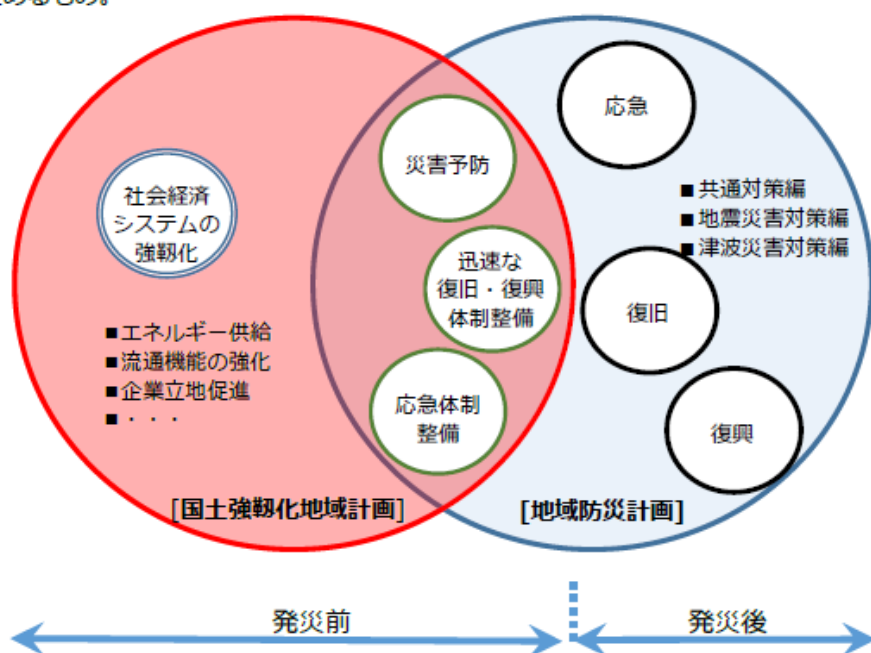 応急
災害予防
社会経済
システムの
強靱化
■共通対策編
■地震災害対策編
■津波災害対策編
迅速な
復旧・復興
体制整備
復旧
■エネルギー供給
■流通機能の強化
■企業立地促進
■・・・
応急体制
整備
復興
[国土強靱化地域計画]
[地域防災計画]
発災前
発災後